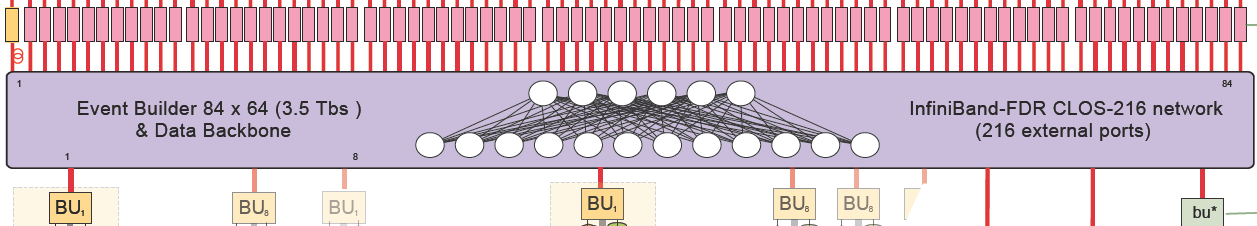 1
84
Event Builder 84 x 64 (3.5 Tbs )
& Data Backbone
InfiniBand-FDR CLOS-216 network
(216 external ports)
1
8
BU1
BU8
BU1
BU1
BU8
BU8
bu*